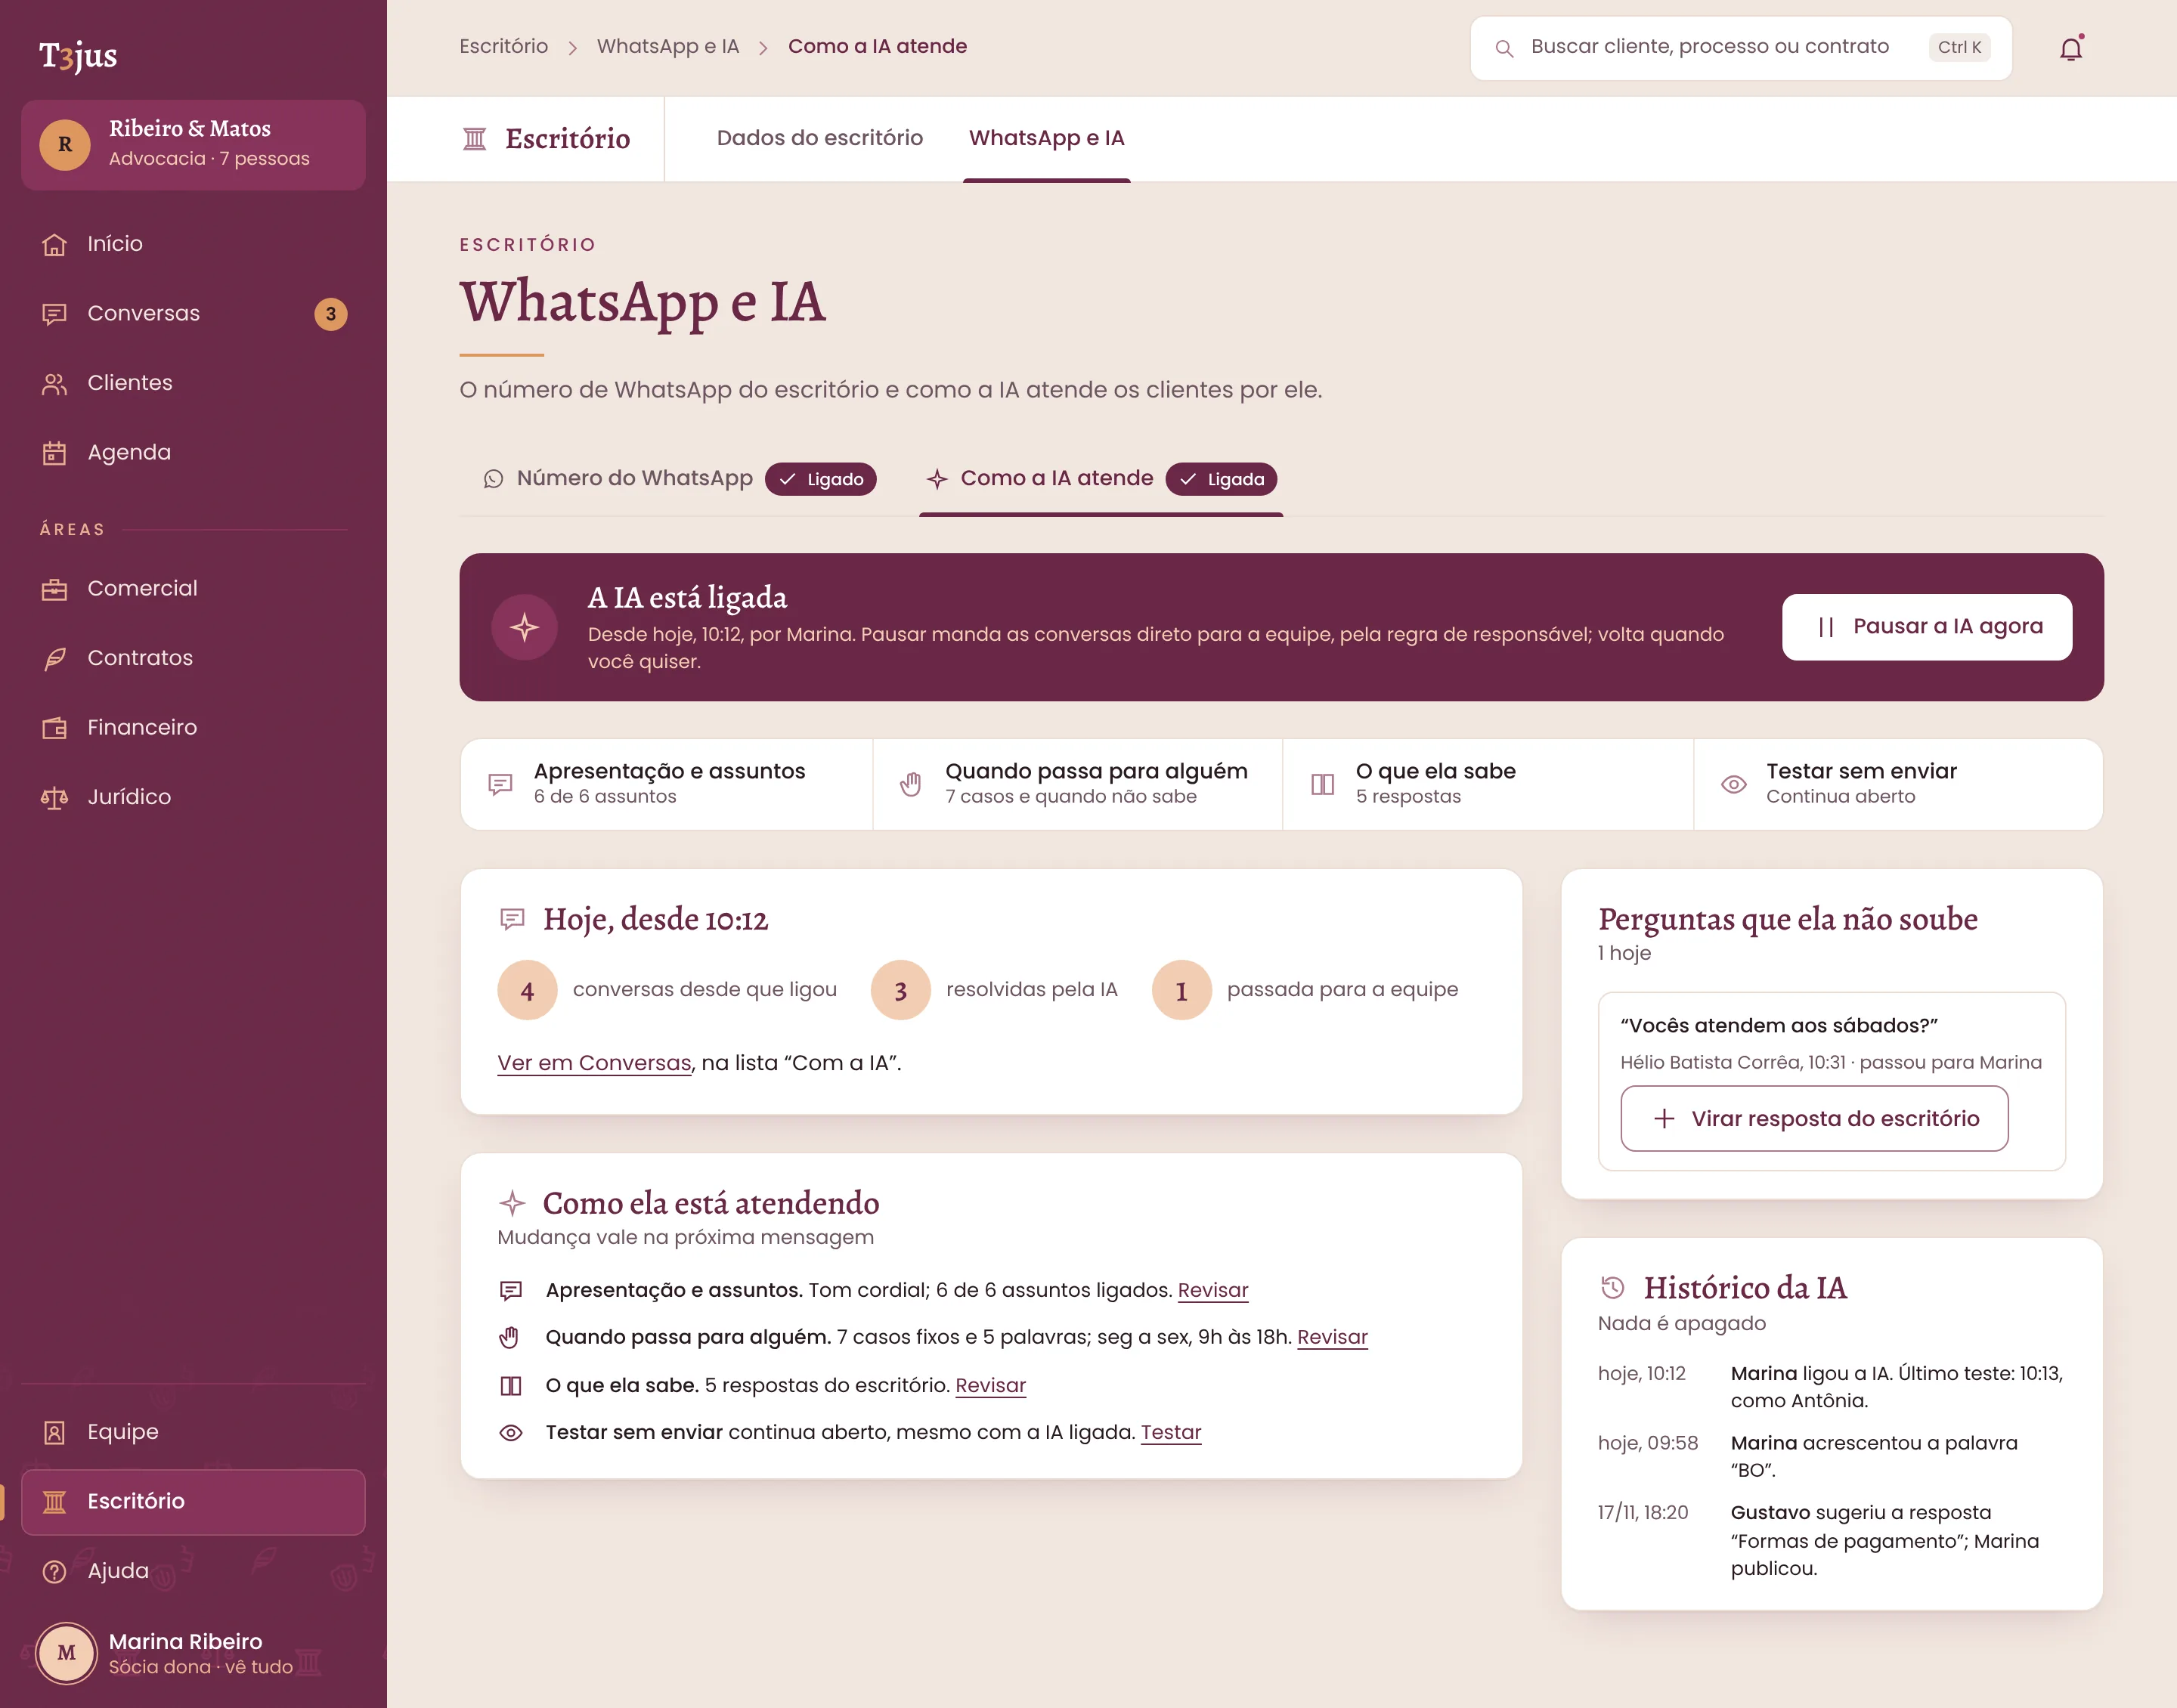 T3jus
R
Ribeiro & Matos
Advocacia · 7 pessoas
Início
Conversas
3
Clientes
Agenda
ÁREAS
Comercial
Contratos
Financeiro
Jurídico
Equipe
Escritório
Ajuda
M
Marina Ribeiro
Sócia dona · vê tudo
Escritório
WhatsApp e IA
Como a IA atende
Buscar cliente, processo ou contrato
Ctrl K
Escritório
Dados do escritório
WhatsApp e IA
ESCRITÓRIO
WhatsApp e IA
O número de WhatsApp do escritório e como a IA atende os clientes por ele.
Número do WhatsApp
Ligado
Como a IA atende
Ligada
A IA está ligada
Desde hoje, 10:12, por Marina. Pausar manda as conversas direto para a equipe, pela regra de responsável; volta quando
você quiser.
Pausar a IA agora
Apresentação e assuntos
6 de 6 assuntos
Quando passa para alguém
7 casos e quando não sabe
O que ela sabe
5 respostas
Testar sem enviar
Continua aberto
Hoje, desde 10:12
4
conversas desde que ligou
3
resolvidas pela IA
1
passada para a equipe
Ver em Conversas, na lista “Com a IA”.
Como ela está atendendo
Mudança vale na próxima mensagem
Apresentação e assuntos. Tom cordial; 6 de 6 assuntos ligados. Revisar
Quando passa para alguém. 7 casos fixos e 5 palavras; seg a sex, 9h às 18h. Revisar
O que ela sabe. 5 respostas do escritório. Revisar
Testar sem enviar continua aberto, mesmo com a IA ligada. Testar
Perguntas que ela não soube
1 hoje
“Vocês atendem aos sábados?”
Hélio Batista Corrêa, 10:31 · passou para Marina
Virar resposta do escritório
Histórico da IA
Nada é apagado
hoje, 10:12
Marina ligou a IA. Último teste: 10:13,
como Antônia.
hoje, 09:58
Marina acrescentou a palavra
“BO”.
17/11, 18:20
Gustavo sugeriu a resposta
“Formas de pagamento”; Marina
publicou.